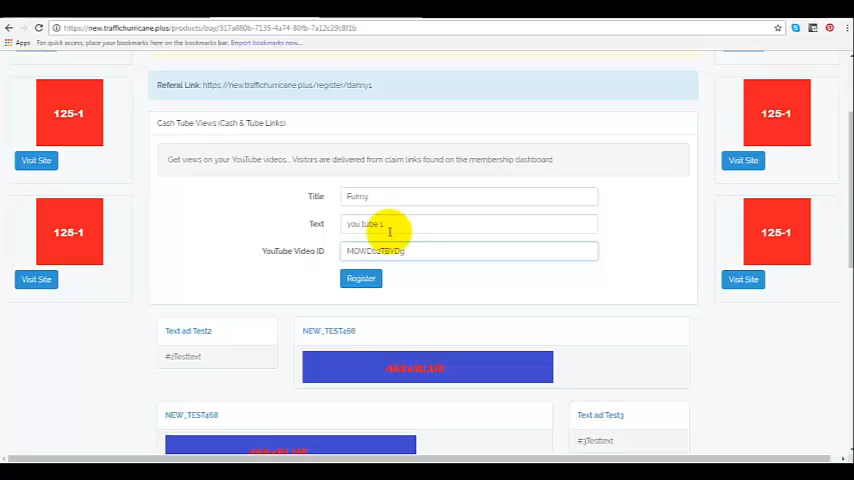 https://new.traffichurricane.plus/products/buy/317a680b-7135-4a74-80fb-7a12c29c8f1b
Apps For quick access, place your bookmarks here on the bookmarks bar. Import bookmarks now...
Referal Link: https://new.traffichurricane.plus/register/danny1
125-1
125-1
Visit Site
Visit Site
Cash Tube Views (Cash & Tube Links)
Get views on your YouTube videos... Visitors are delivered from claim links found on the membership dashboard.
Title Funny
Text you tube 1
YouTube Video ID
Register
125-1
125-1
Visit Site
Visit Site
Text ad Test2
#2Testtext
NEW_TEST468
468xBLUE
NEW_TEST468
468xBLUE
Text ad Test3
#3Testtext